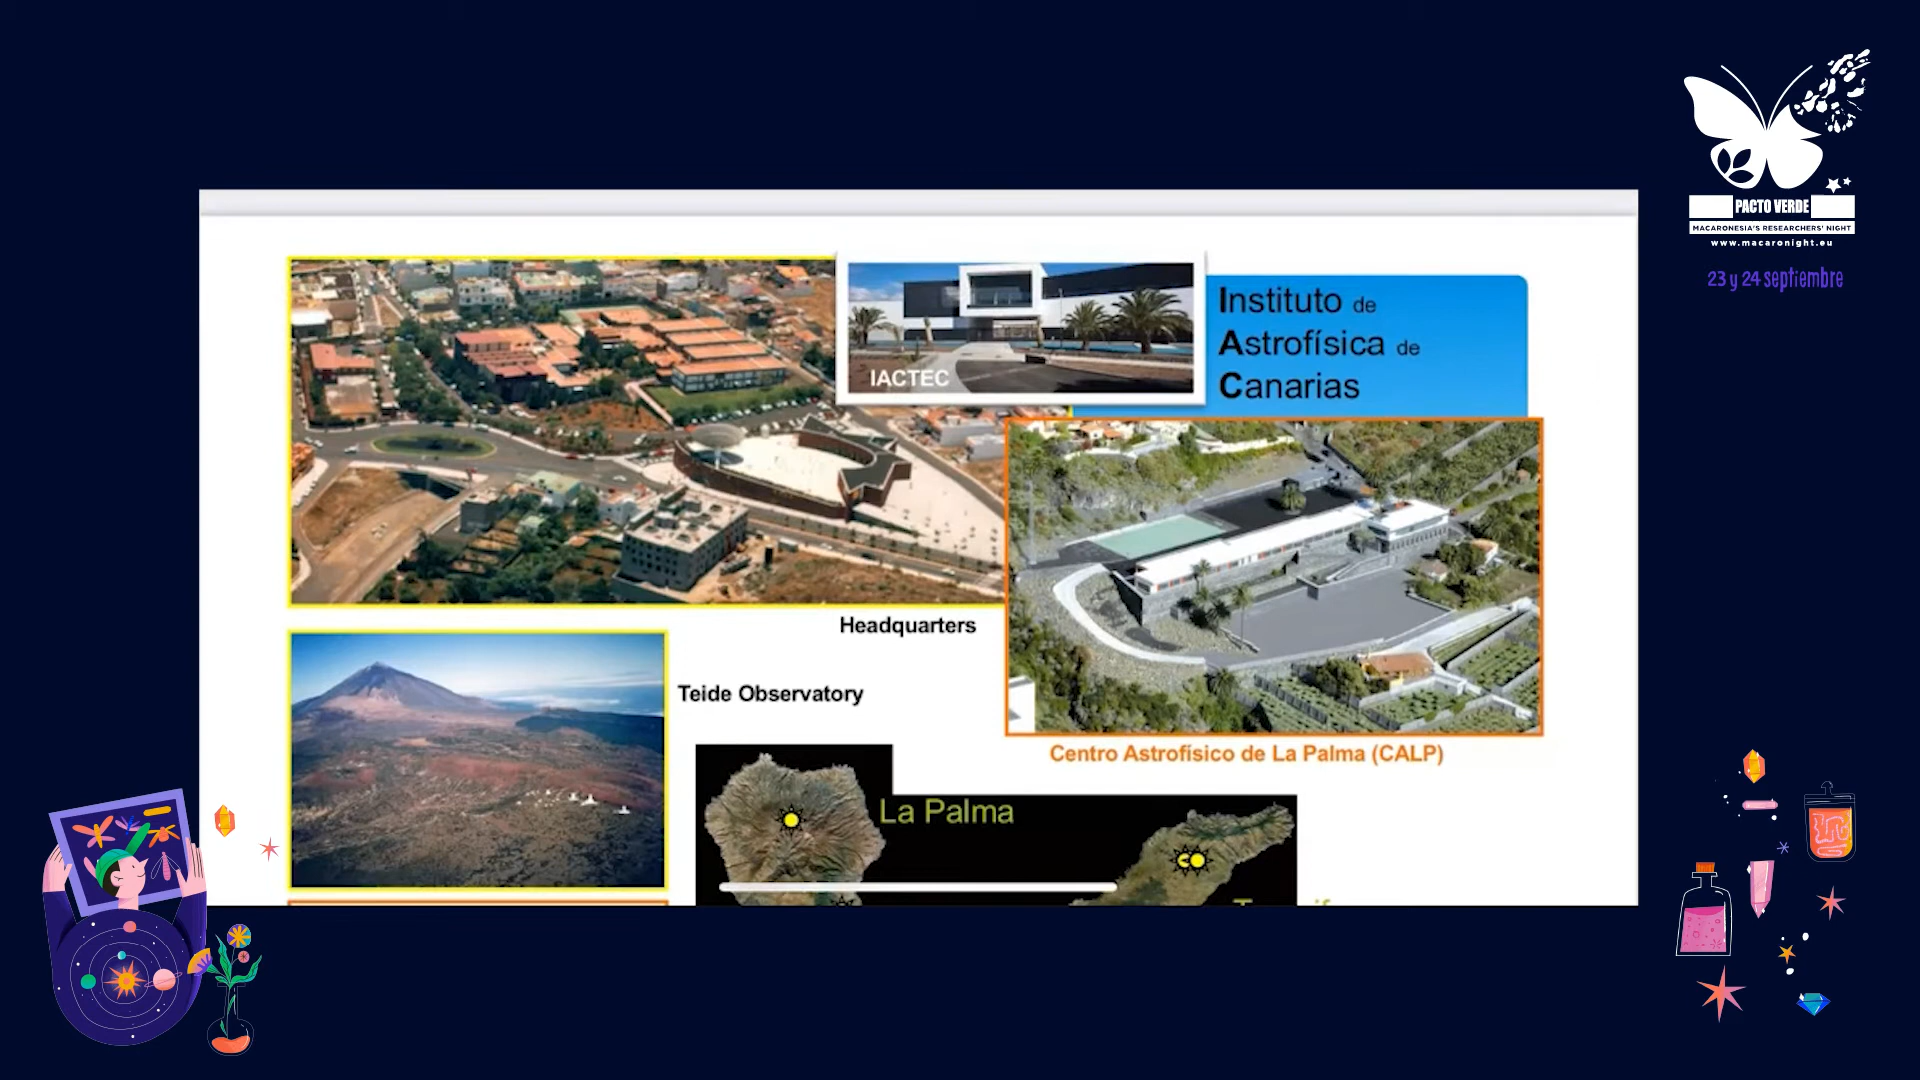 PACTO VERDE
MACARONESIA'S RESEARCHERS' NIGHT
www.macaronight.eu
23 y 24 septiembre
IACTEC
Instituto de
Astrofísica de
Canarias
Headquarters
Teide Observatory
Centro Astrofísico de La Palma (CALP)
La Palma